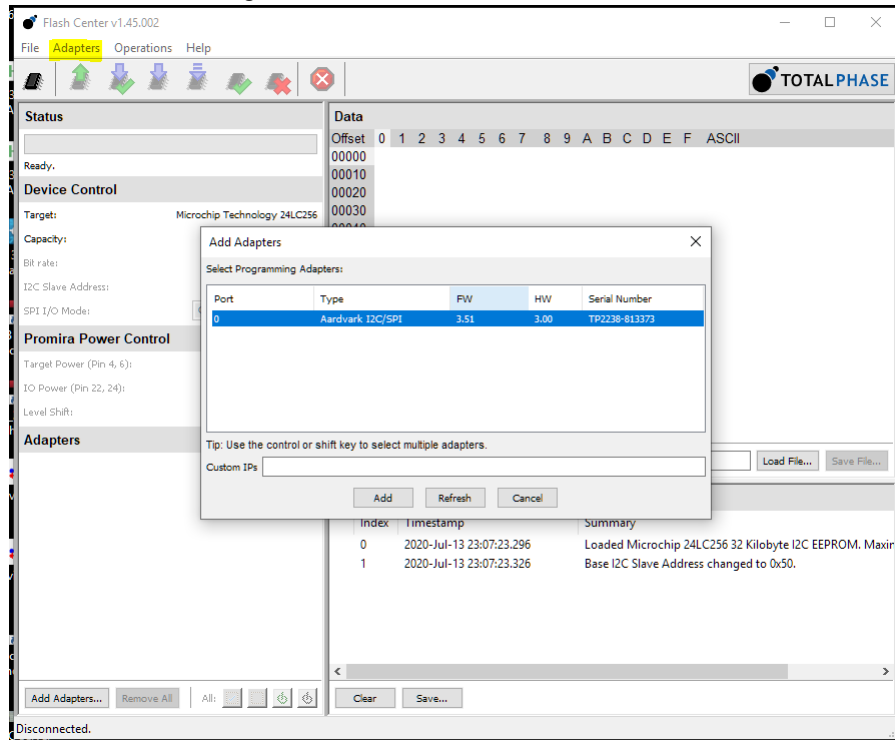 Flash Center v1.45.002
File Adapters Operations Help
TOTALPHASE
Status
Ready.
Device Control
Target: Microchip Technology 24LC256
Capacity:
Bit rate:
I2C Slave Address:
SPI I/O Mode:
Promira Power Control
Target Power (Pin 4, 6):
IO Power (Pin 22, 24):
Level Shift:
Adapters
Add Adapters... Remove All All:
Disconnected.
Data
Offset 0 1 2 3 4 5 6 7 8 9 A B C D E F ASCII
00000
00010
00020
00030
Add Adapters
Select Programming Adapters:
Port Type FW HW Serial Number
0 Aardvark I2C/SPI 3.51 3.00 TP2238-813373
Tip: Use the control or shift key to select multiple adapters.
Custom IPs
Add Refresh Cancel
Load File... Save File...
Index Timestamp Summary
0 2020-Jul-13 23:07:23.296 Loaded Microchip 24LC256 32 Kilobyte I2C EEPROM.
1 2020-Jul-13 23:07:23.326 Base I2C Slave Address changed to 0x50.
Clear Save...